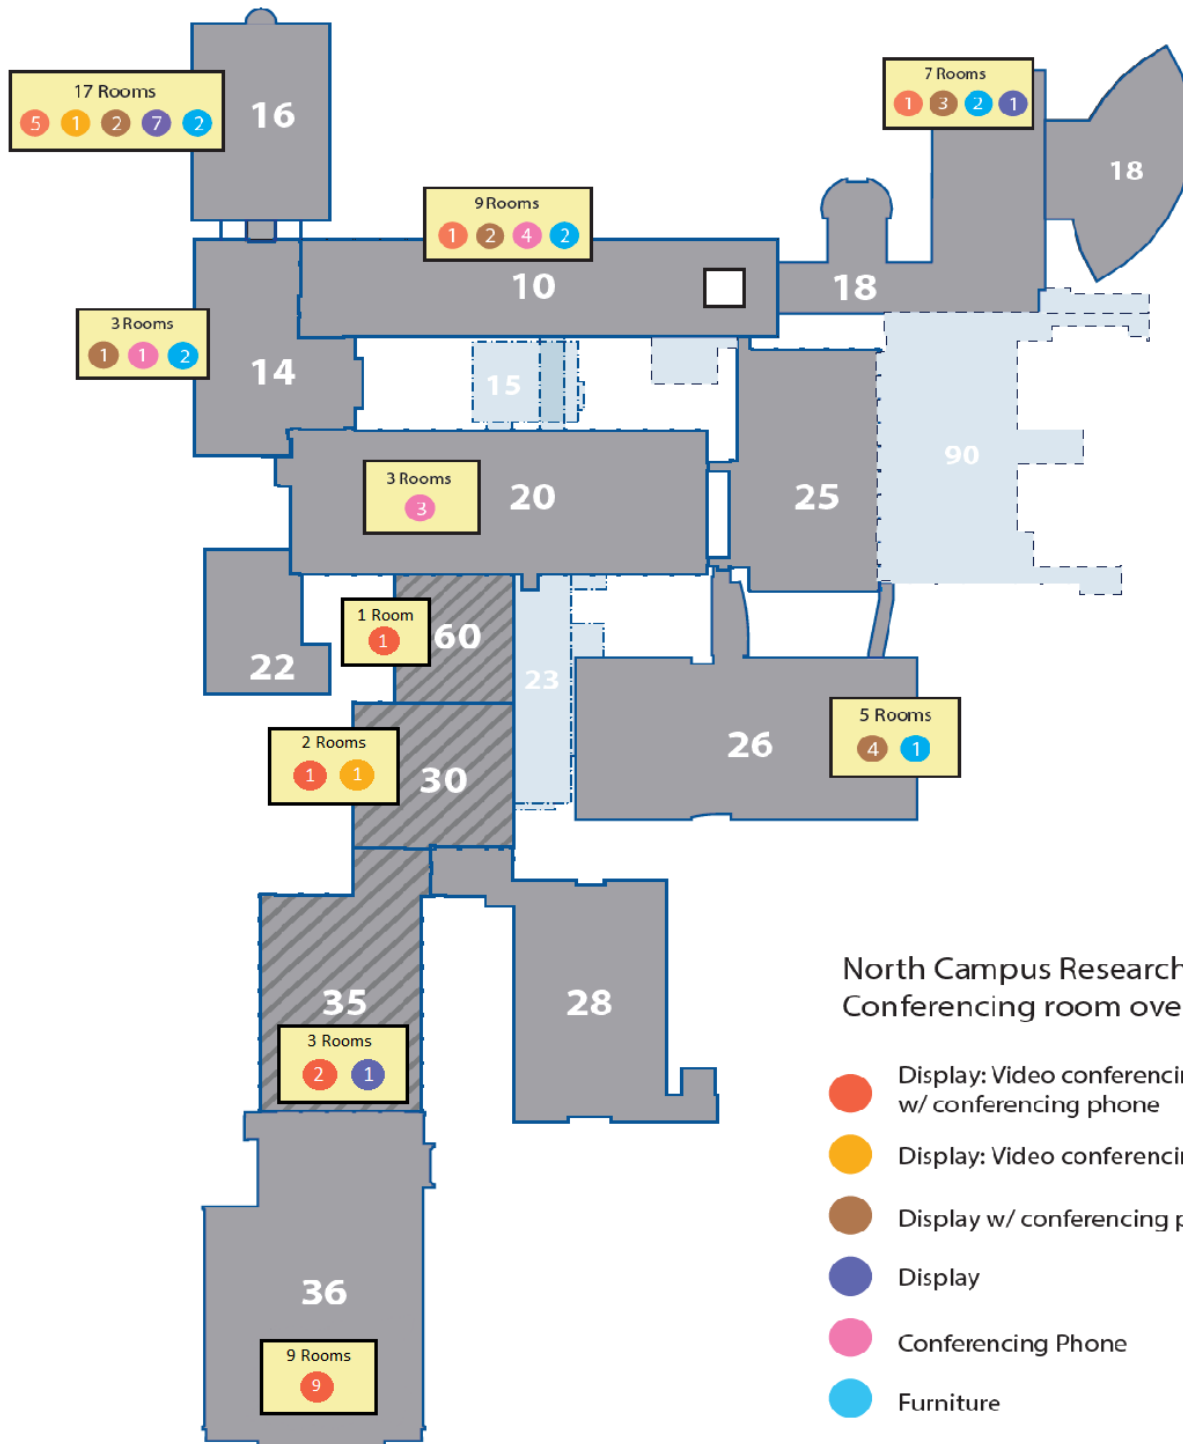 17 Rooms
5 1 2 7 2
16
7 Rooms
1 3 2 1
18
9 Rooms
1 2 4 2
10
18
3 Rooms
1 1 2
14
15
90
3 Rooms
3
20
25
1 Room
1
60
22
23
2 Rooms
1 1
30
26
5 Rooms
4 1
35
3 Rooms
2 1
28
36
9 Rooms
9
North Campus Research
Conferencing room ove
Display: Video conferencin
w/ conferencing phone
Display: Video conferencin
Display w/ conferencing p
Display
Conferencing Phone
Furniture